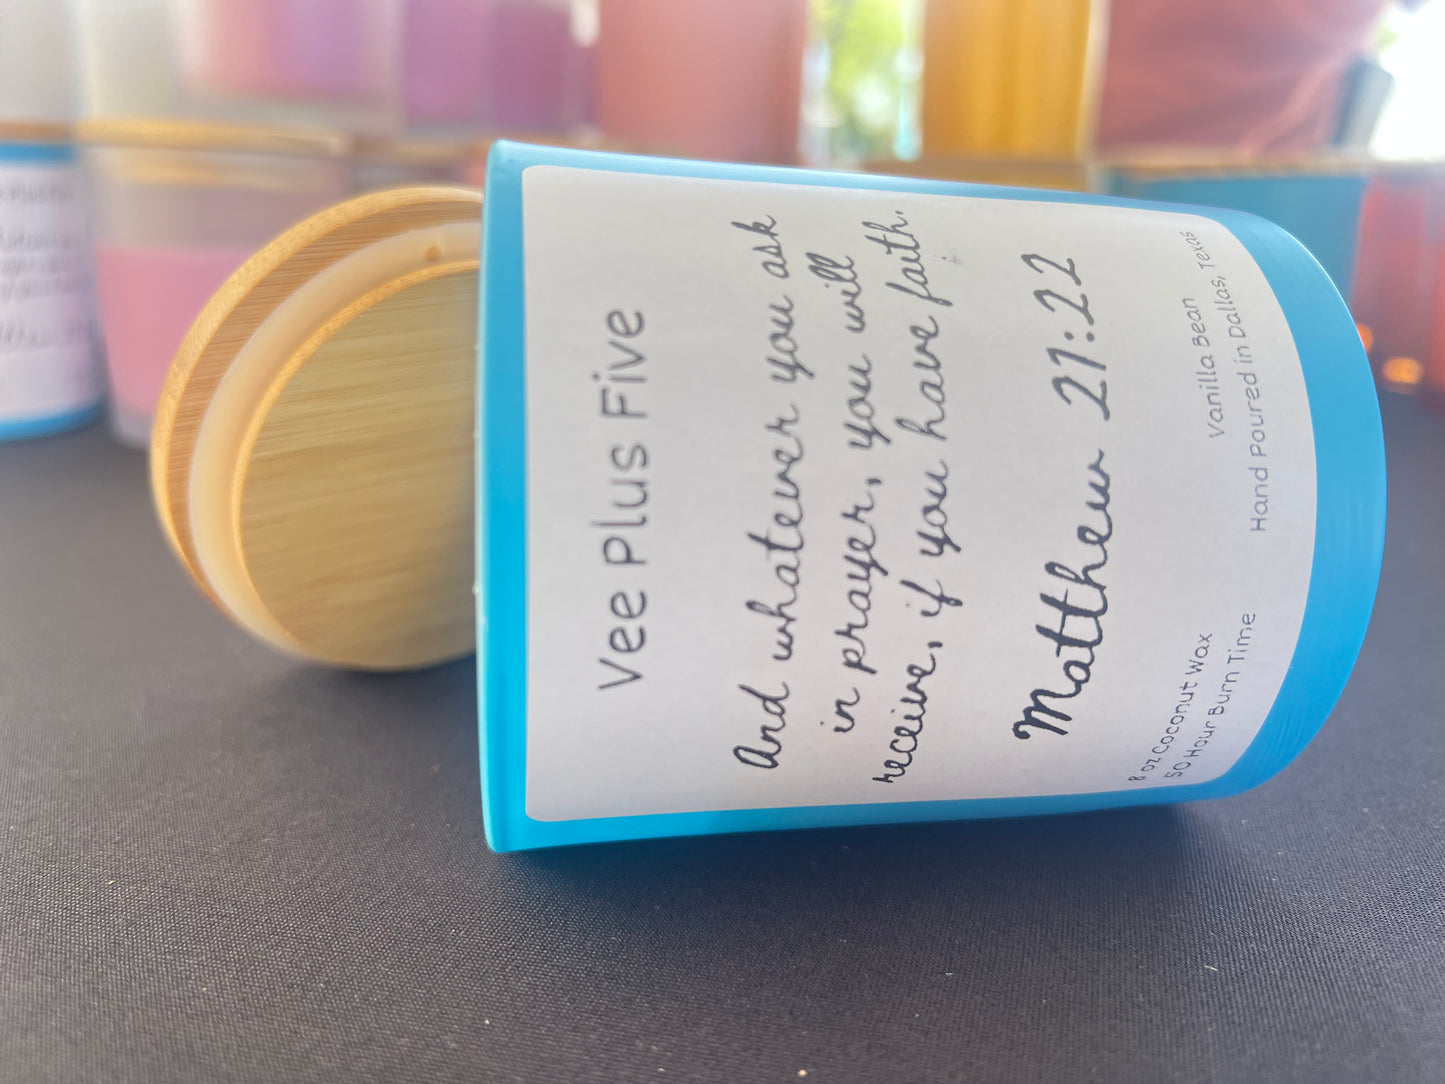 Vee Plus Five
And whatever you ask
in prayer, you will
receive, if you have faith.
Matthew 21:22
8 oz Coconut Wax
50 Hour Burn Time
Vanilla Bean
Hand Poured in Dallas, Texas